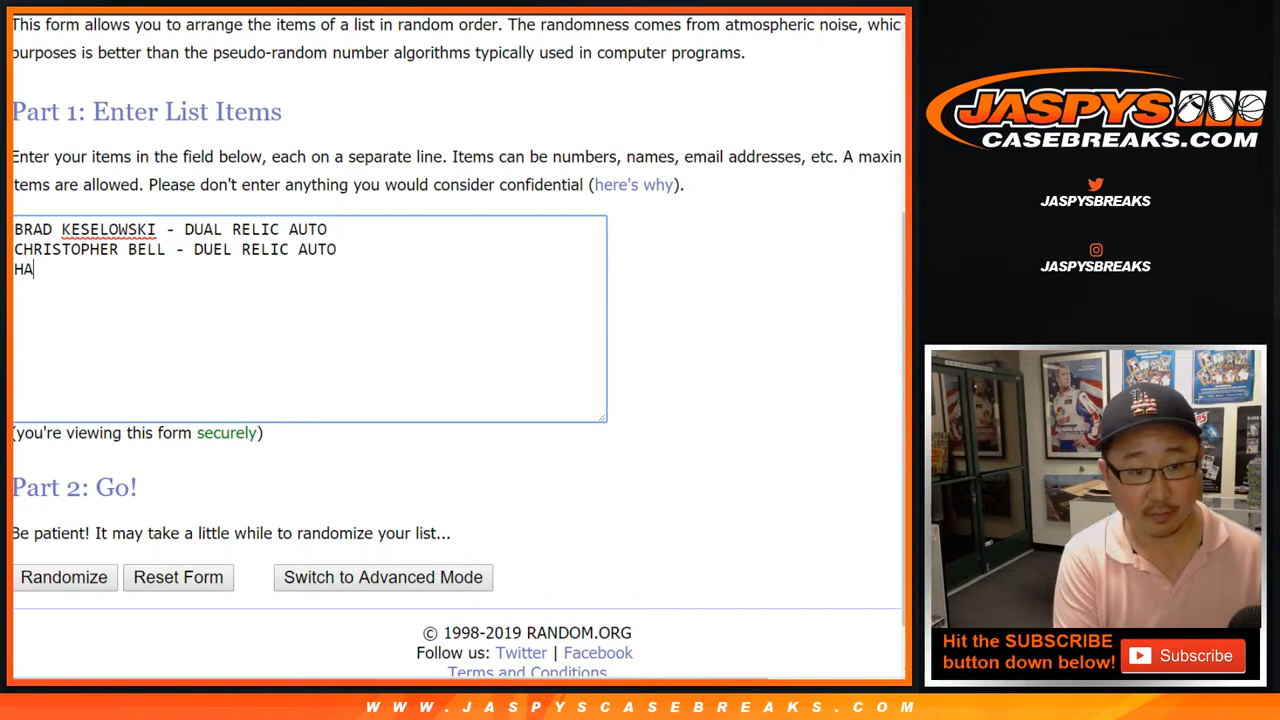 This form allows you to arrange the items of a list in random order. The randomness comes from atmospheric noise, whic
purposes is better than the pseudo-random number algorithms typically used in computer programs.
Part 1: Enter List Items
Enter your items in the field below, each on a separate line. Items can be numbers, names, email addresses, etc. A maxin
items are allowed. Please don't enter anything you would consider confidential (here's why).
BRAD KESELOWSKI - DUAL RELIC AUTO
CHRISTOPHER BELL - DUEL RELIC AUTO
HA
(you're viewing this form securely)
Part 2: Go!
Be patient! It may take a little while to randomize your list...
Randomize Reset Form Switch to Advanced Mode
© 1998-2019 RANDOM.ORG
Follow us: Twitter | Facebook
Terms and Conditions
JASPYS
CASEBREAKS.COM
JASPYSBREAKS
JASPYSBREAKS
LA
Hit the SUBSCRIBE
button down below!
Subscribe
WWW.JASPYSCASEBREAKS.COM